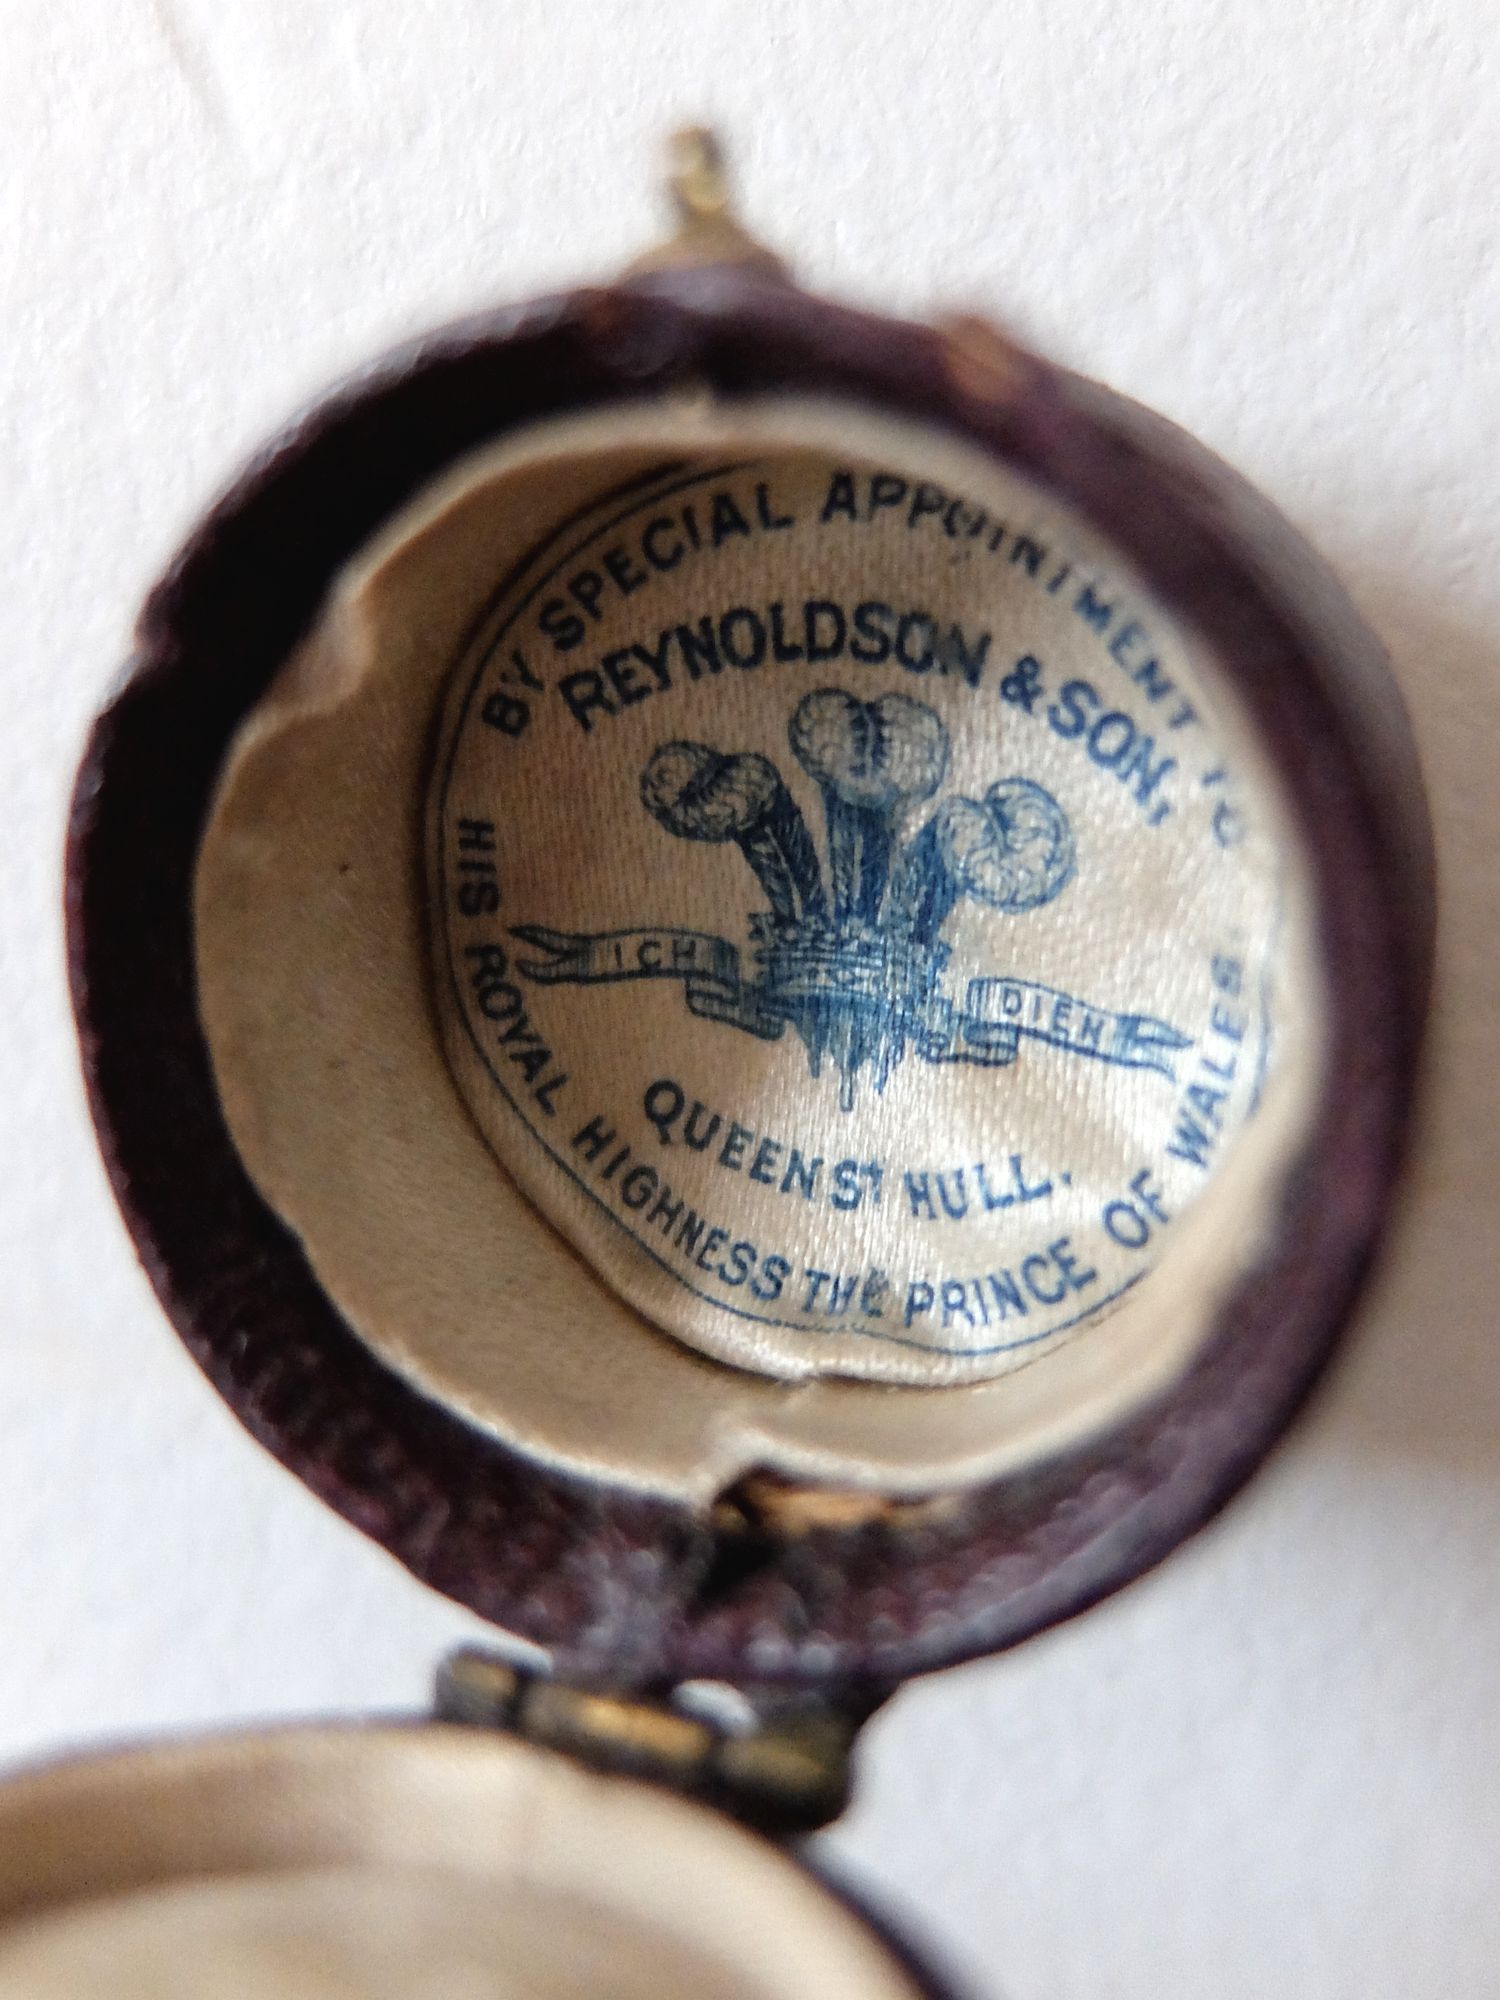 BY SPECIAL APPOINTMENT TO
REYNOLDSON & SON,
ICH DIEN
QUEEN ST HULL.
HIS ROYAL HIGHNESS THE PRINCE OF WALES.